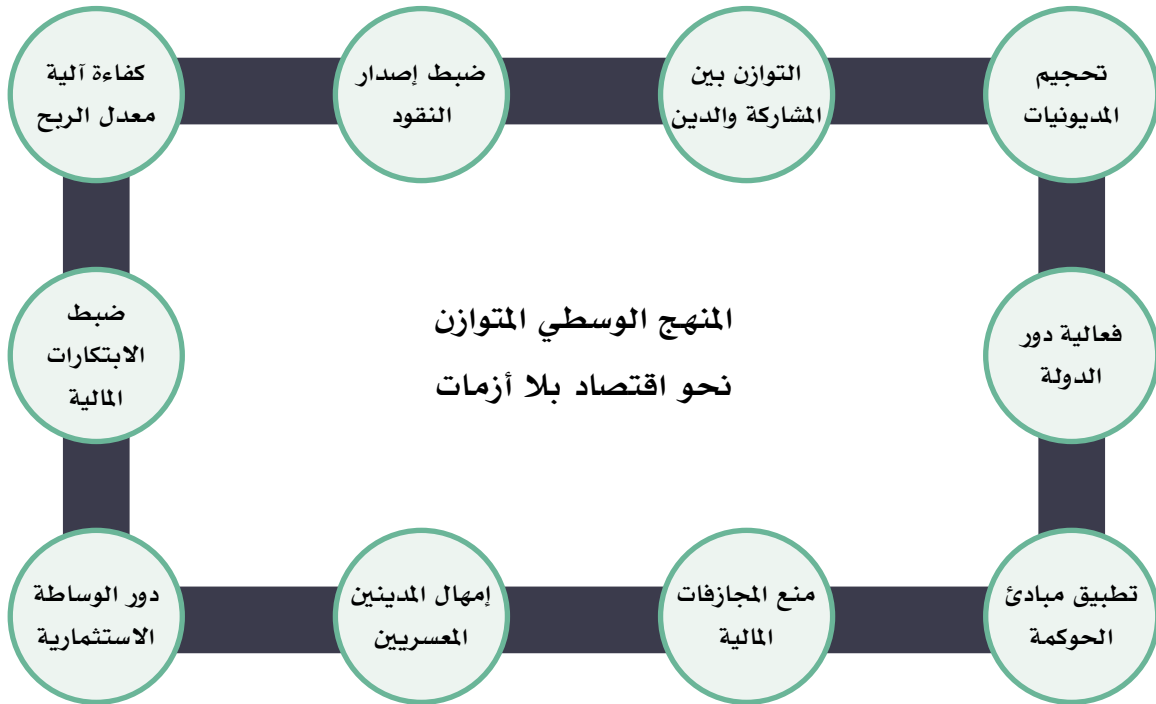 تحجيم
المديونيات
التوازن بين
المشاركة والدين
ضبط إصدار
النقود
كفاءة آلية
معدل الربح
فعالية دور
الدولة
المنهج الوسطي المتوازن
نحو اقتصاد بلا أزمات
ضبط
الابتكارات
المالية
تطبيق مبادئ
الحوكمة
منع المجازفات
المالية
إمهال المدينين
المعسريين
دور الوساطة
الاستثمارية